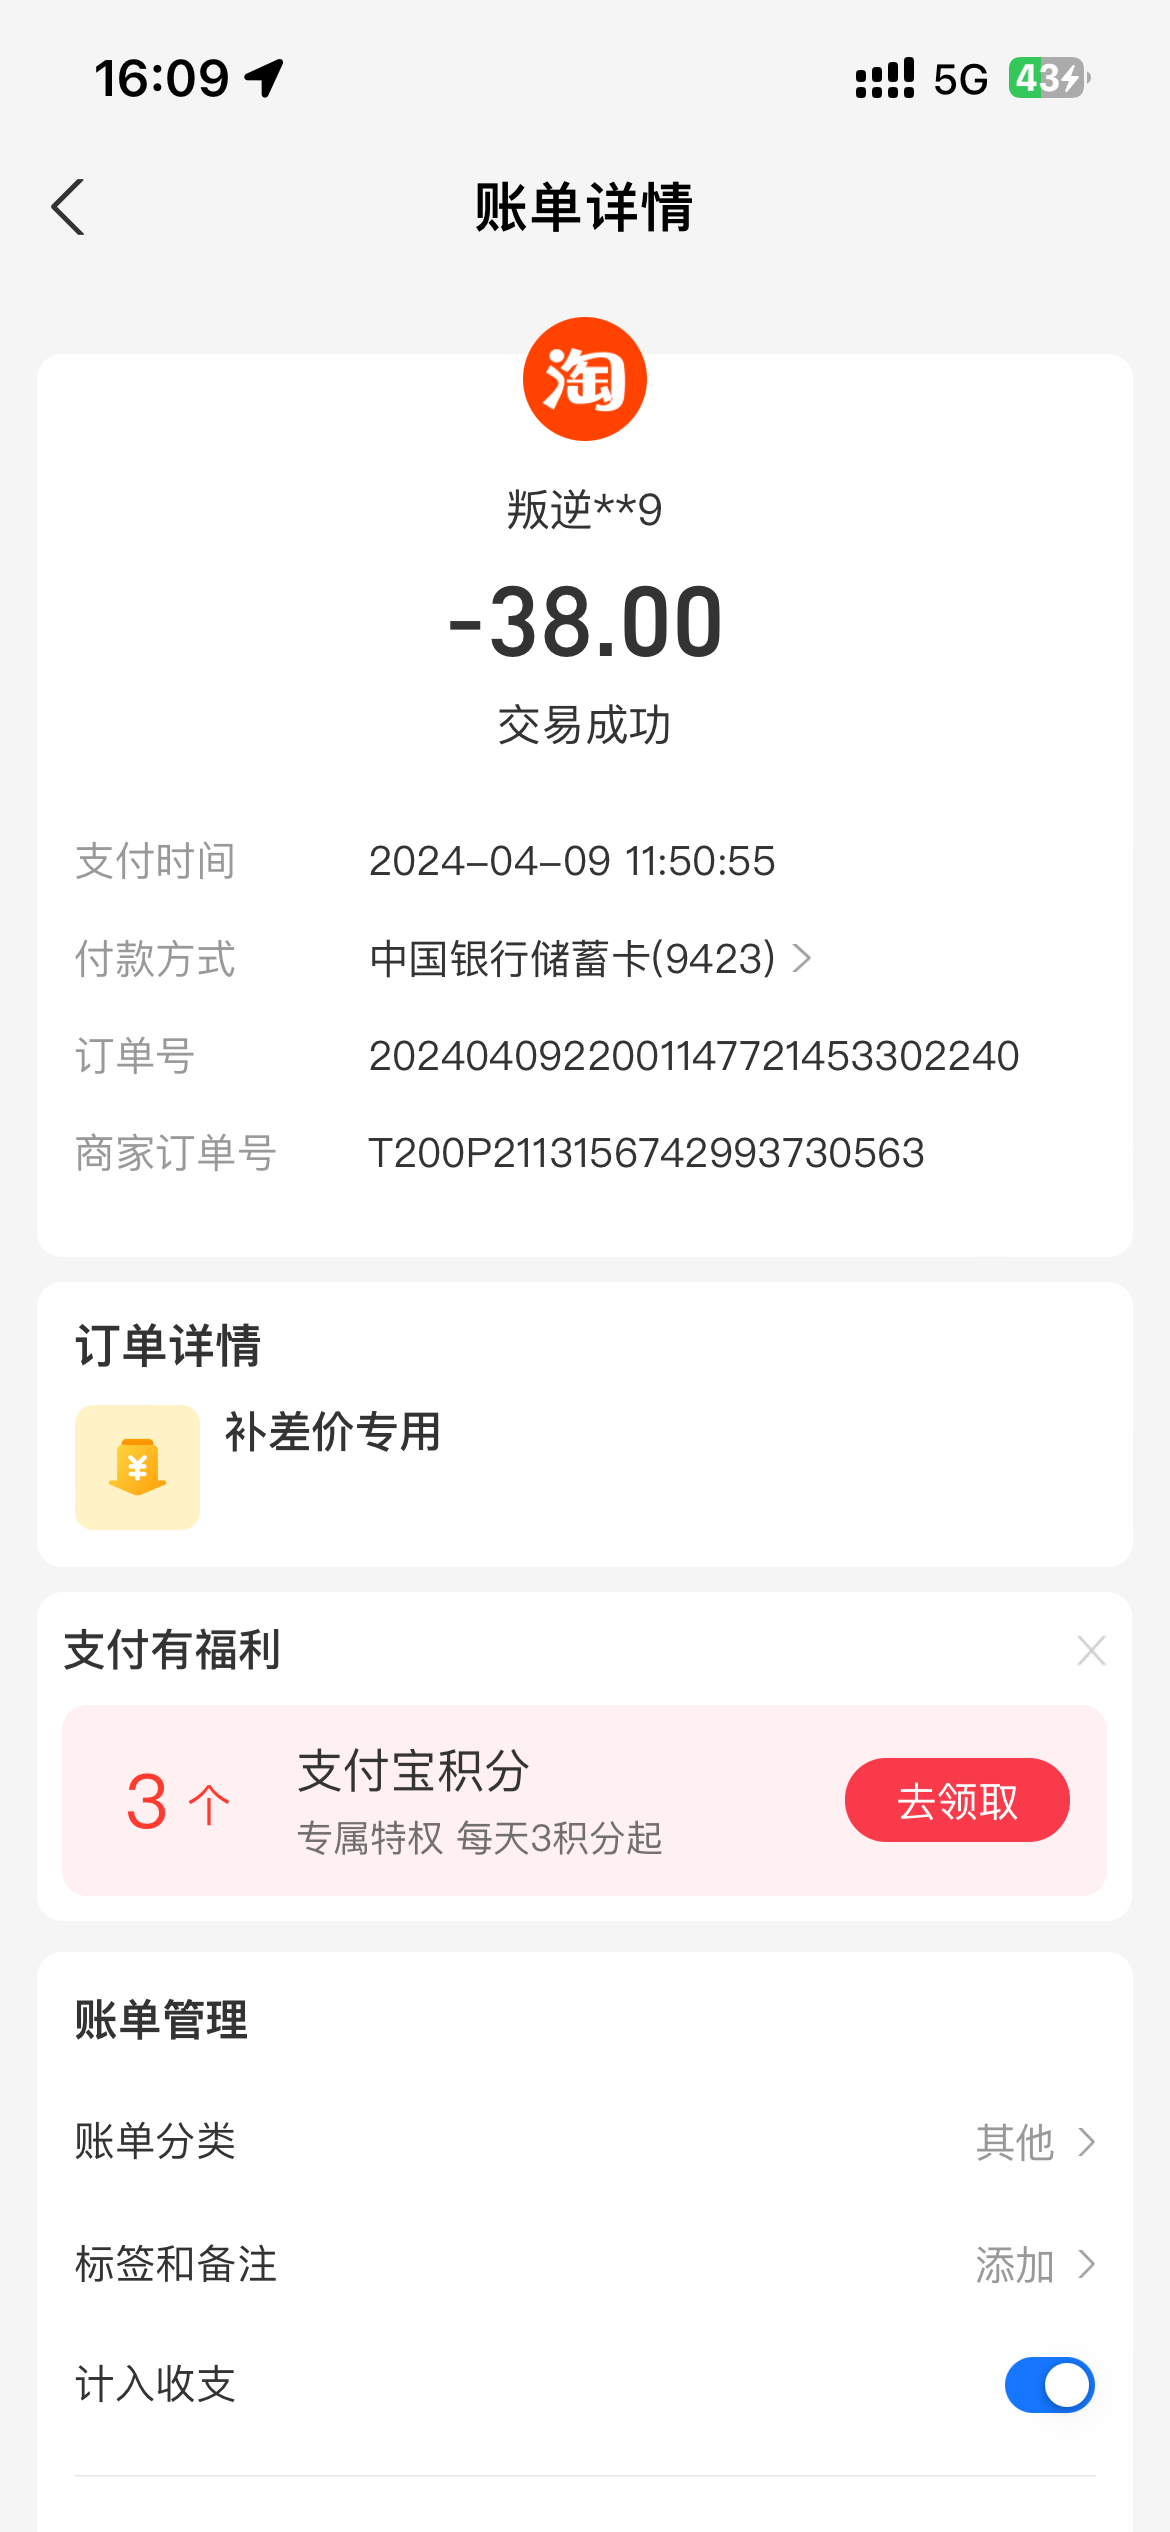 16:09 5G 43
账单详情
淘
叛逆**9
-38.00
交易成功
支付时间 2024-04-09 11:50:55
付款方式 中国银行储蓄卡(9423)
订单号 2024040922001147721453302240
商家订单号 T200P2113156742993730563
订单详情
¥ 补差价专用
支付有福利
3个 支付宝积分 去领取
专属特权 每天3积分起
账单管理
账单分类 其他
标签和备注 添加
计入收支